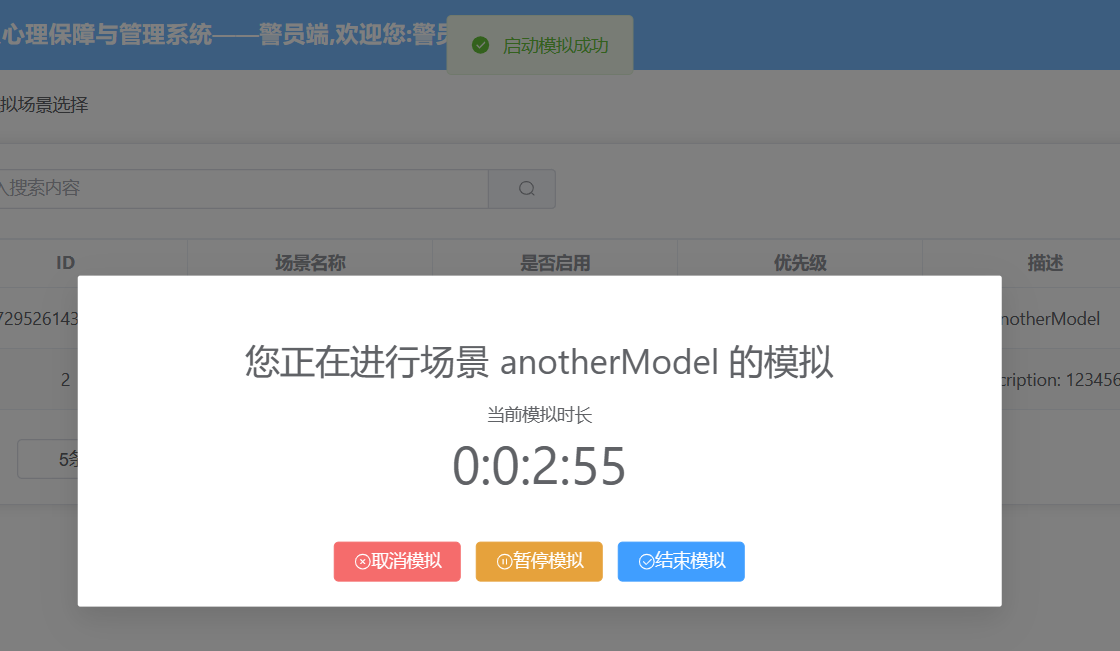 心理保障与管理系统——警员端,欢迎您:警员
启动模拟成功
拟场景选择
入搜索内容
ID 场景名称 是否启用 优先级 描述
729526143 notherModel
2 cription: 123456
5条
您正在进行场景 anotherModel 的模拟
当前模拟时长
0:0:2:55
取消模拟 暂停模拟 结束模拟